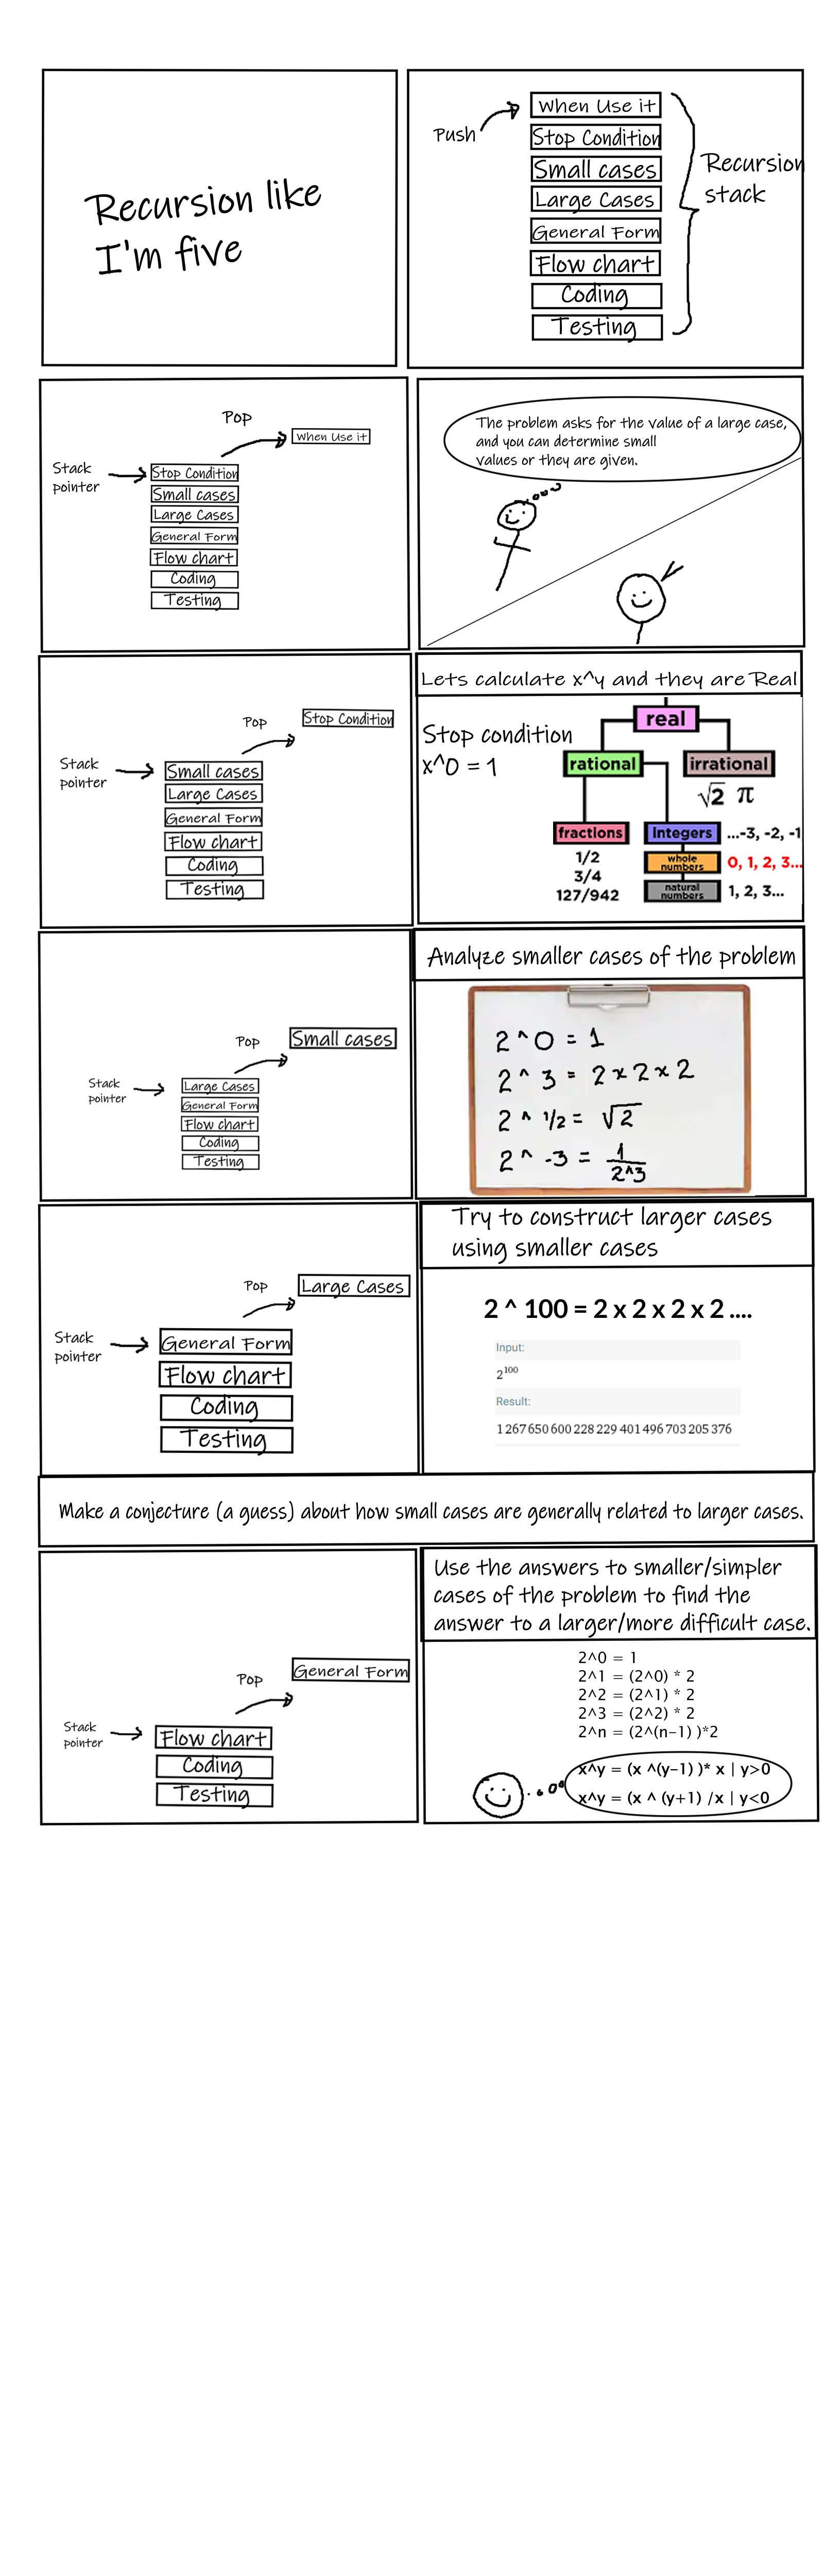 Recursion like
I'm five
Push
When Use it
Stop Condition
Small cases
Large Cases
General Form
Flow chart
Coding
Testing
Recursion
stack
Pop
When Use it
Stack
pointer
Stop Condition
Small cases
Large Cases
General Form
Flow chart
Coding
Testing
The problem asks for the value of a large case,
and you can determine small
values or they are given.
Pop
Stop Condition
Stack
pointer
Small cases
Large Cases
General Form
Flow chart
Coding
Testing
Lets calculate x^y and they are Real
Stop condition
x^0 = 1
real
rational
irrational
√2 π
fractions
1/2
3/4
127/942
integers
...-3, -2, -1
whole
numbers
0, 1, 2, 3...
natural
numbers
1, 2, 3...
Pop
Small cases
Stack
pointer
Large Cases
General Form
Flow chart
Coding
Testing
Analyze smaller cases of the problem
2 ^ 0 = 1
2 ^ 3 = 2 x 2 x 2
2 ^ 1/2 = √2
2 ^ -3 = 1
2^3
Pop
Large Cases
Stack
pointer
General Form
Flow chart
Coding
Testing
Try to construct larger cases
using smaller cases
2 ^ 100 = 2 x 2 x 2 x 2 ....
Input:
2^100
Result:
1 267 650 600 228 229 401 496 703 205 376
Make a conjecture (a guess) about how small cases are generally related to larger cases.
Pop
General Form
Stack
pointer
Flow chart
Coding
Testing
Use the answers to smaller/simpler
cases of the problem to find the
answer to a larger/more difficult case.
2^0 = 1
2^1 = (2^0) * 2
2^2 = (2^1) * 2
2^3 = (2^2) * 2
2^n = (2^(n-1) )*2
x^y = (x ^(y-1) )* x | y>0
x^y = (x ^ (y+1) /x | y<0